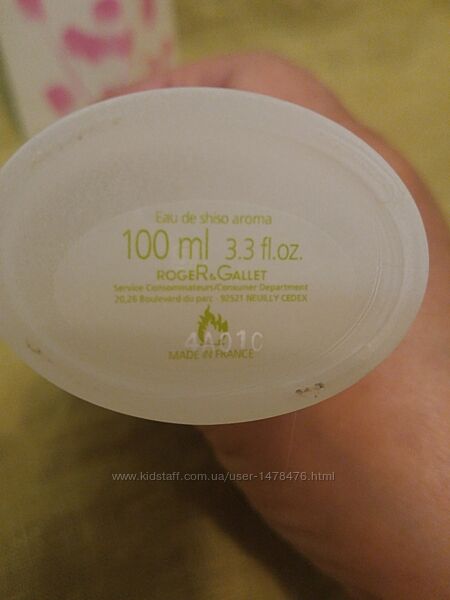 Eau de shiso aroma
100 ml 3.3 fl.oz.
ROGER&GALLET
Service Consommateurs/Consumer Department
20,26 Boulevard du parc - 92521 NEUILLY CEDEX
4A010
MADE IN FRANCE
www.kidstaff.com.ua/user-1478476.html